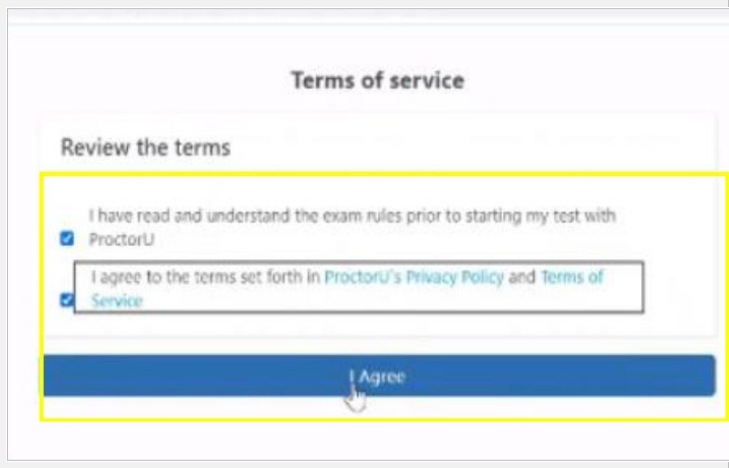 Terms of service
Review the terms
I have read and understand the exam rules prior to starting my test with
ProctorU
I agree to the terms set forth in ProctorU's Privacy Policy and Terms of
Service
I Agree